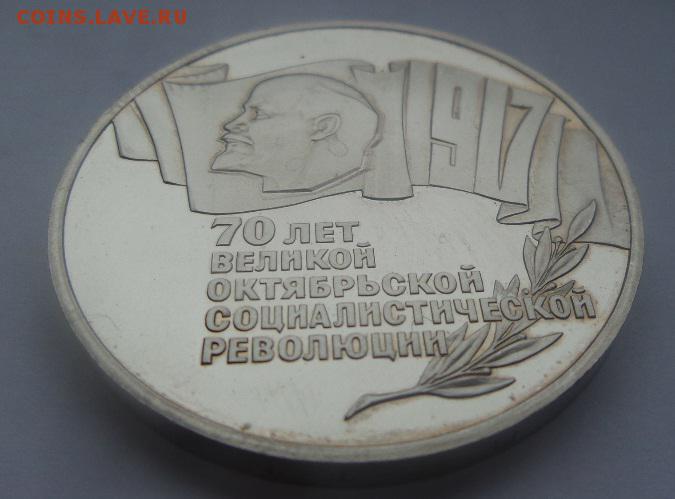 COINS.LAVE.RU
1917
70 ЛЕТ
ВЕЛИКОЙ
ОКТЯБРЬСКОЙ
СОЦИАЛИСТИЧЕСКОЙ
РЕВОЛЮЦИИ